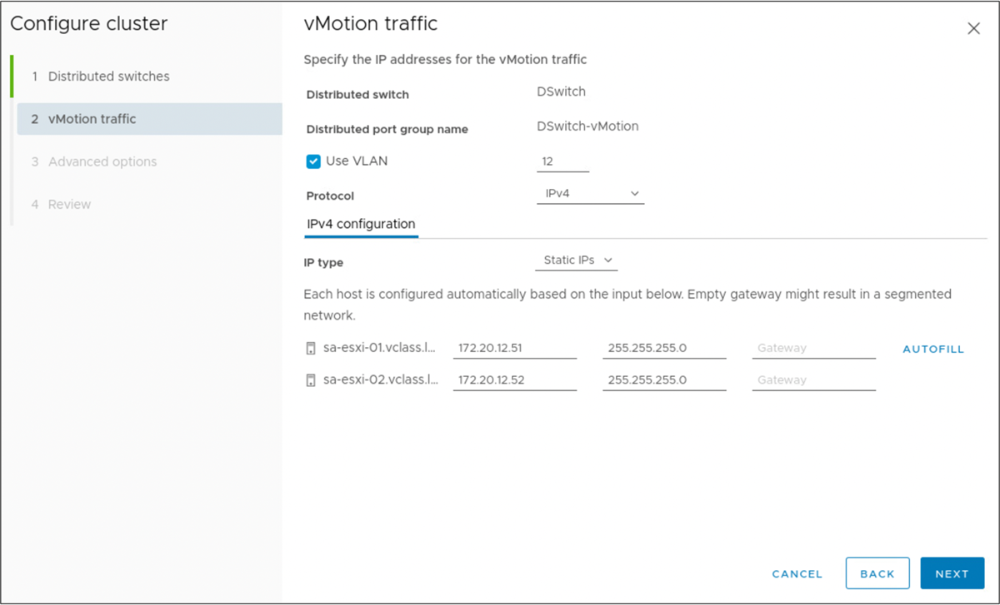 Configure cluster
1 Distributed switches
2 vMotion traffic
3 Advanced options
4 Review
vMotion traffic
Specify the IP addresses for the vMotion traffic
Distributed switch DSwitch
Distributed port group name DSwitch-vMotion
Use VLAN 12
Protocol IPv4
IPv4 configuration
IP type Static IPs
Each host is configured automatically based on the input below. Empty gateway might result in a segmented
network.
sa-esxi-01.vclass.l... 172.20.12.51 255.255.255.0 Gateway AUTOFILL
sa-esxi-02.vclass.l... 172.20.12.52 255.255.255.0 Gateway
CANCEL BACK NEXT